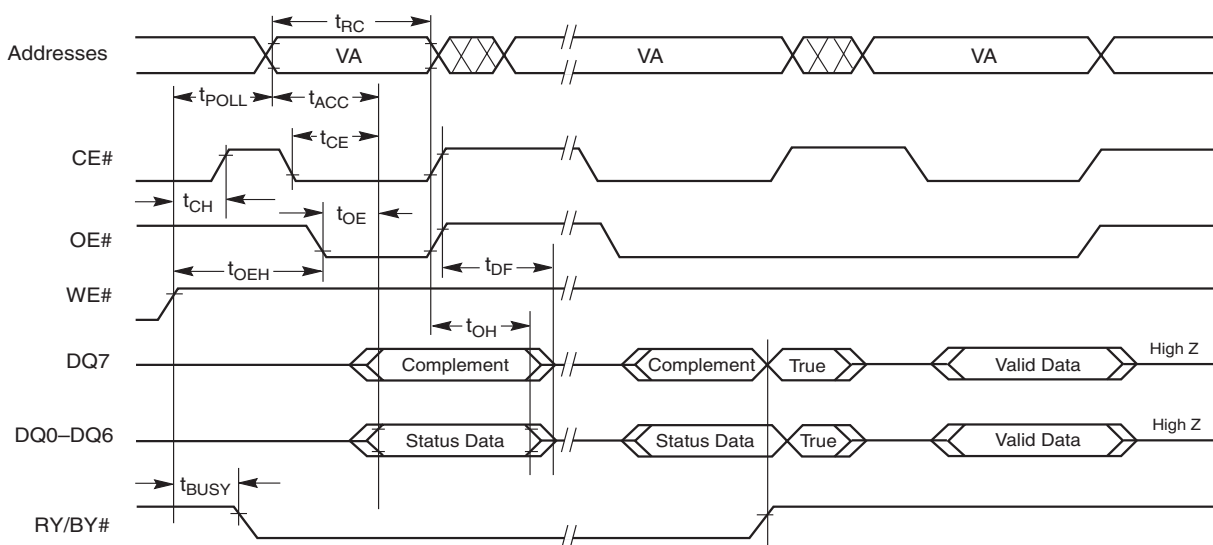 tRC
Addresses VA VA VA
tPOLL tACC
tCE
CE#
tCH tOE
OE#
tOEH tDF
WE#
tOH
DQ7 Complement Complement True Valid Data High Z
DQ0–DQ6 Status Data Status Data True Valid Data High Z
tBUSY
RY/BY#